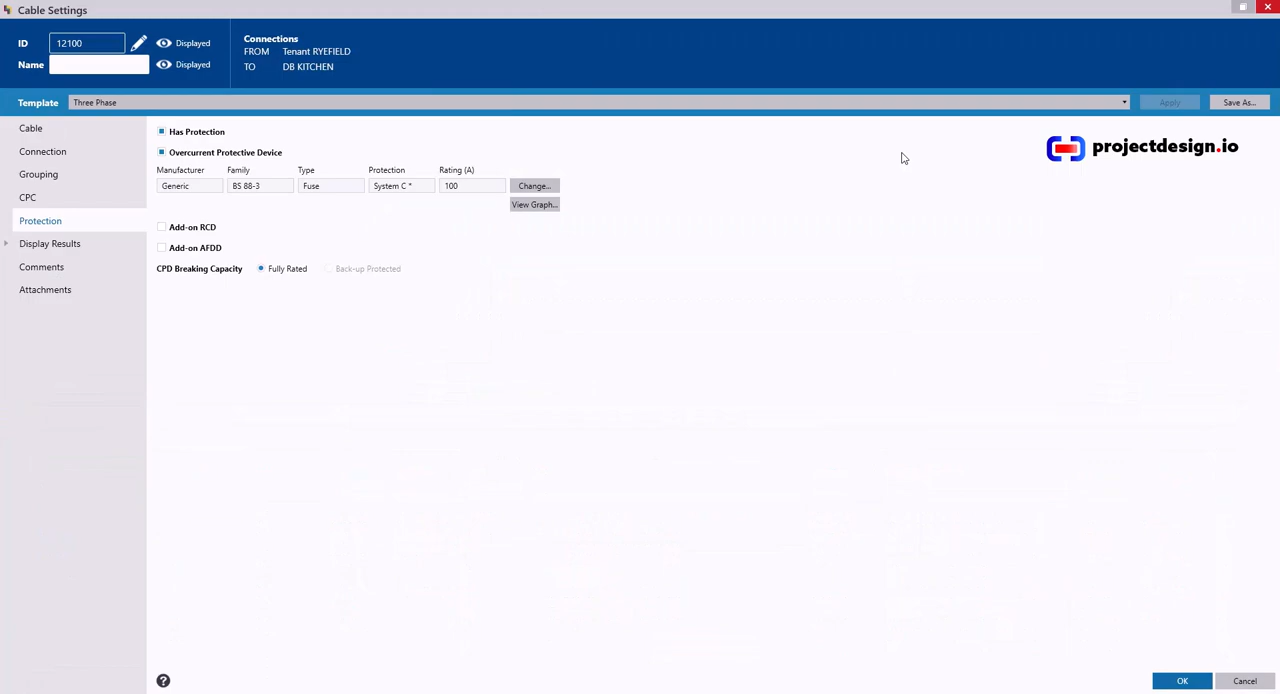 Cable Settings
ID 12100 Displayed
Name Displayed
Connections
FROM Tenant RYEFIELD
TO DB KITCHEN
Template Three Phase Apply Save As...
Cable
Connection
Grouping
CPC
Protection
Display Results
Comments
Attachments
Has Protection
Overcurrent Protective Device
Manufacturer Family Type Protection Rating (A)
Generic BS 88-3 Fuse System C * 100 Change...
View Graph...
Add-on RCD
Add-on AFDD
CPD Breaking Capacity Fully Rated Back-up Protected
projectdesign.io
?
OK Cancel